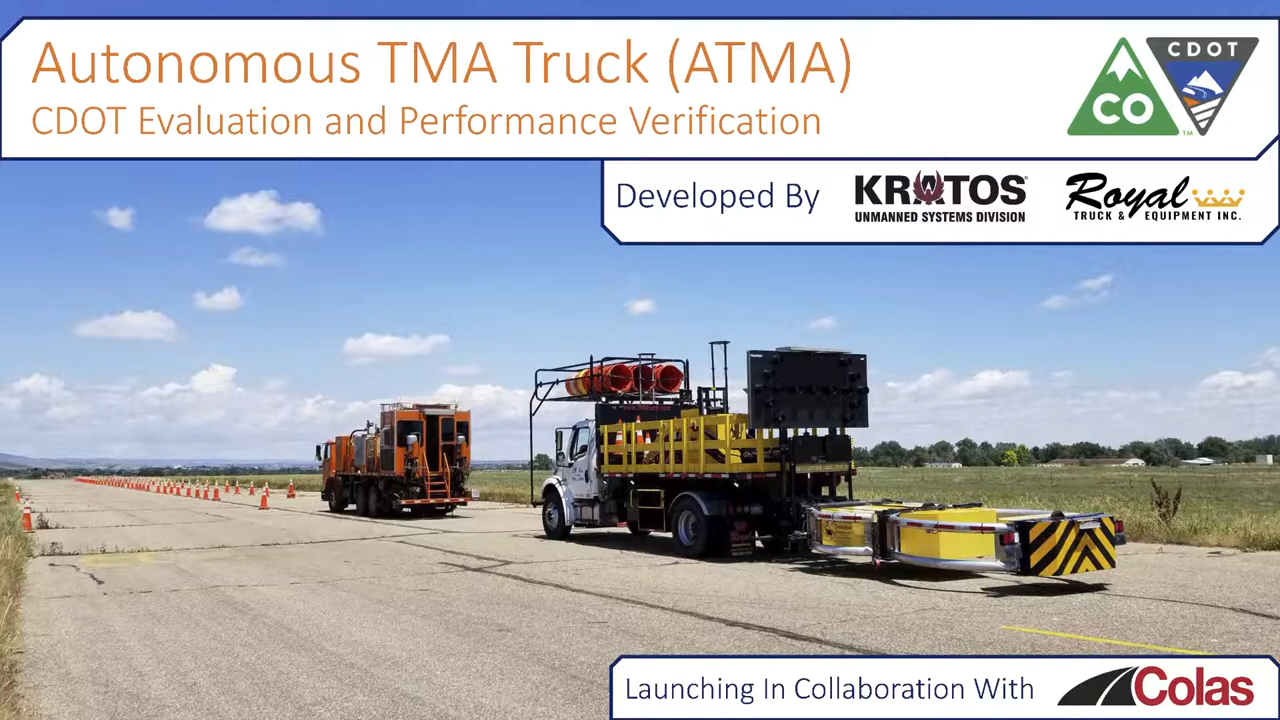 Autonomous TMA Truck (ATMA)
CDOT Evaluation and Performance Verification
CO
TM
CDOT
Developed By
KRATOS
UNMANNED SYSTEMS DIVISION
Royal
TRUCK & EQUIPMENT INC.
Launching In Collaboration With
Colas